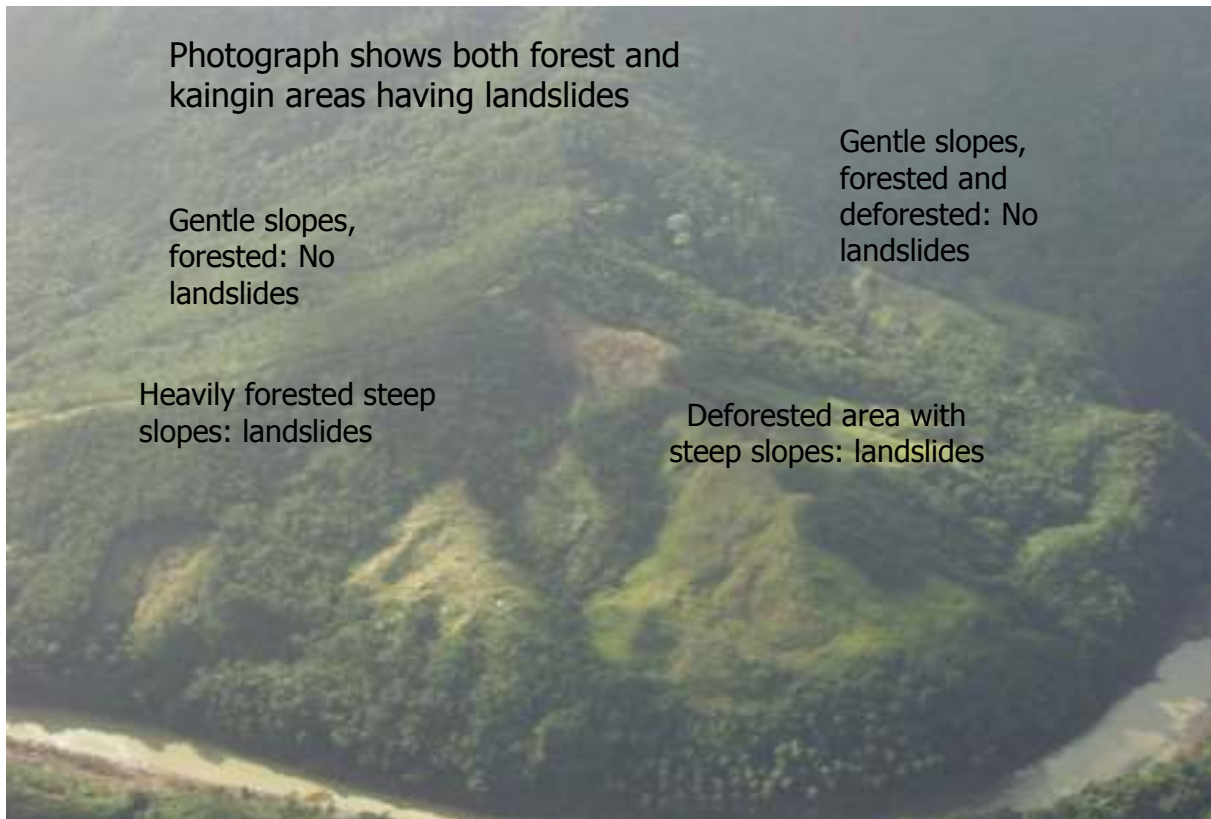 Photograph shows both forest and
kaingin areas having landslides
Gentle slopes,
forested and
deforested: No
landslides
Gentle slopes,
forested: No
landslides
Heavily forested steep
slopes: landslides
Deforested area with
steep slopes: landslides